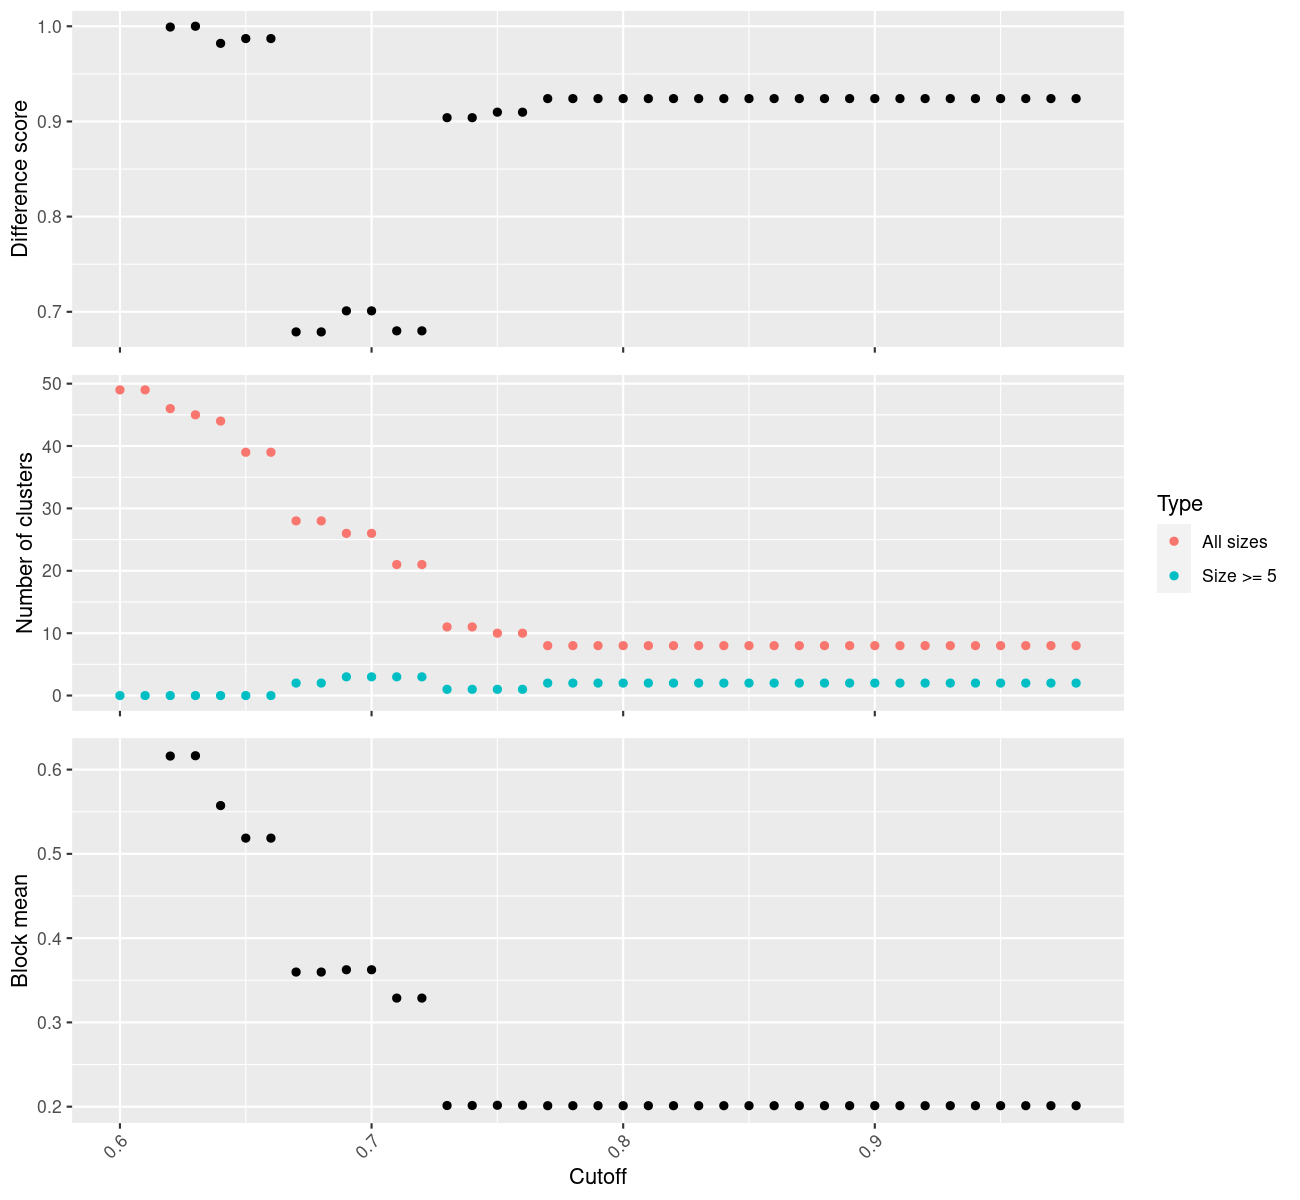 Difference score
1.0
0.9
0.8
0.7
Number of clusters
50
40
30
20
10
0
Type
All sizes
Size >= 5
Block mean
0.6
0.5
0.4
0.3
0.2
0.6 0.7 0.8 0.9
Cutoff